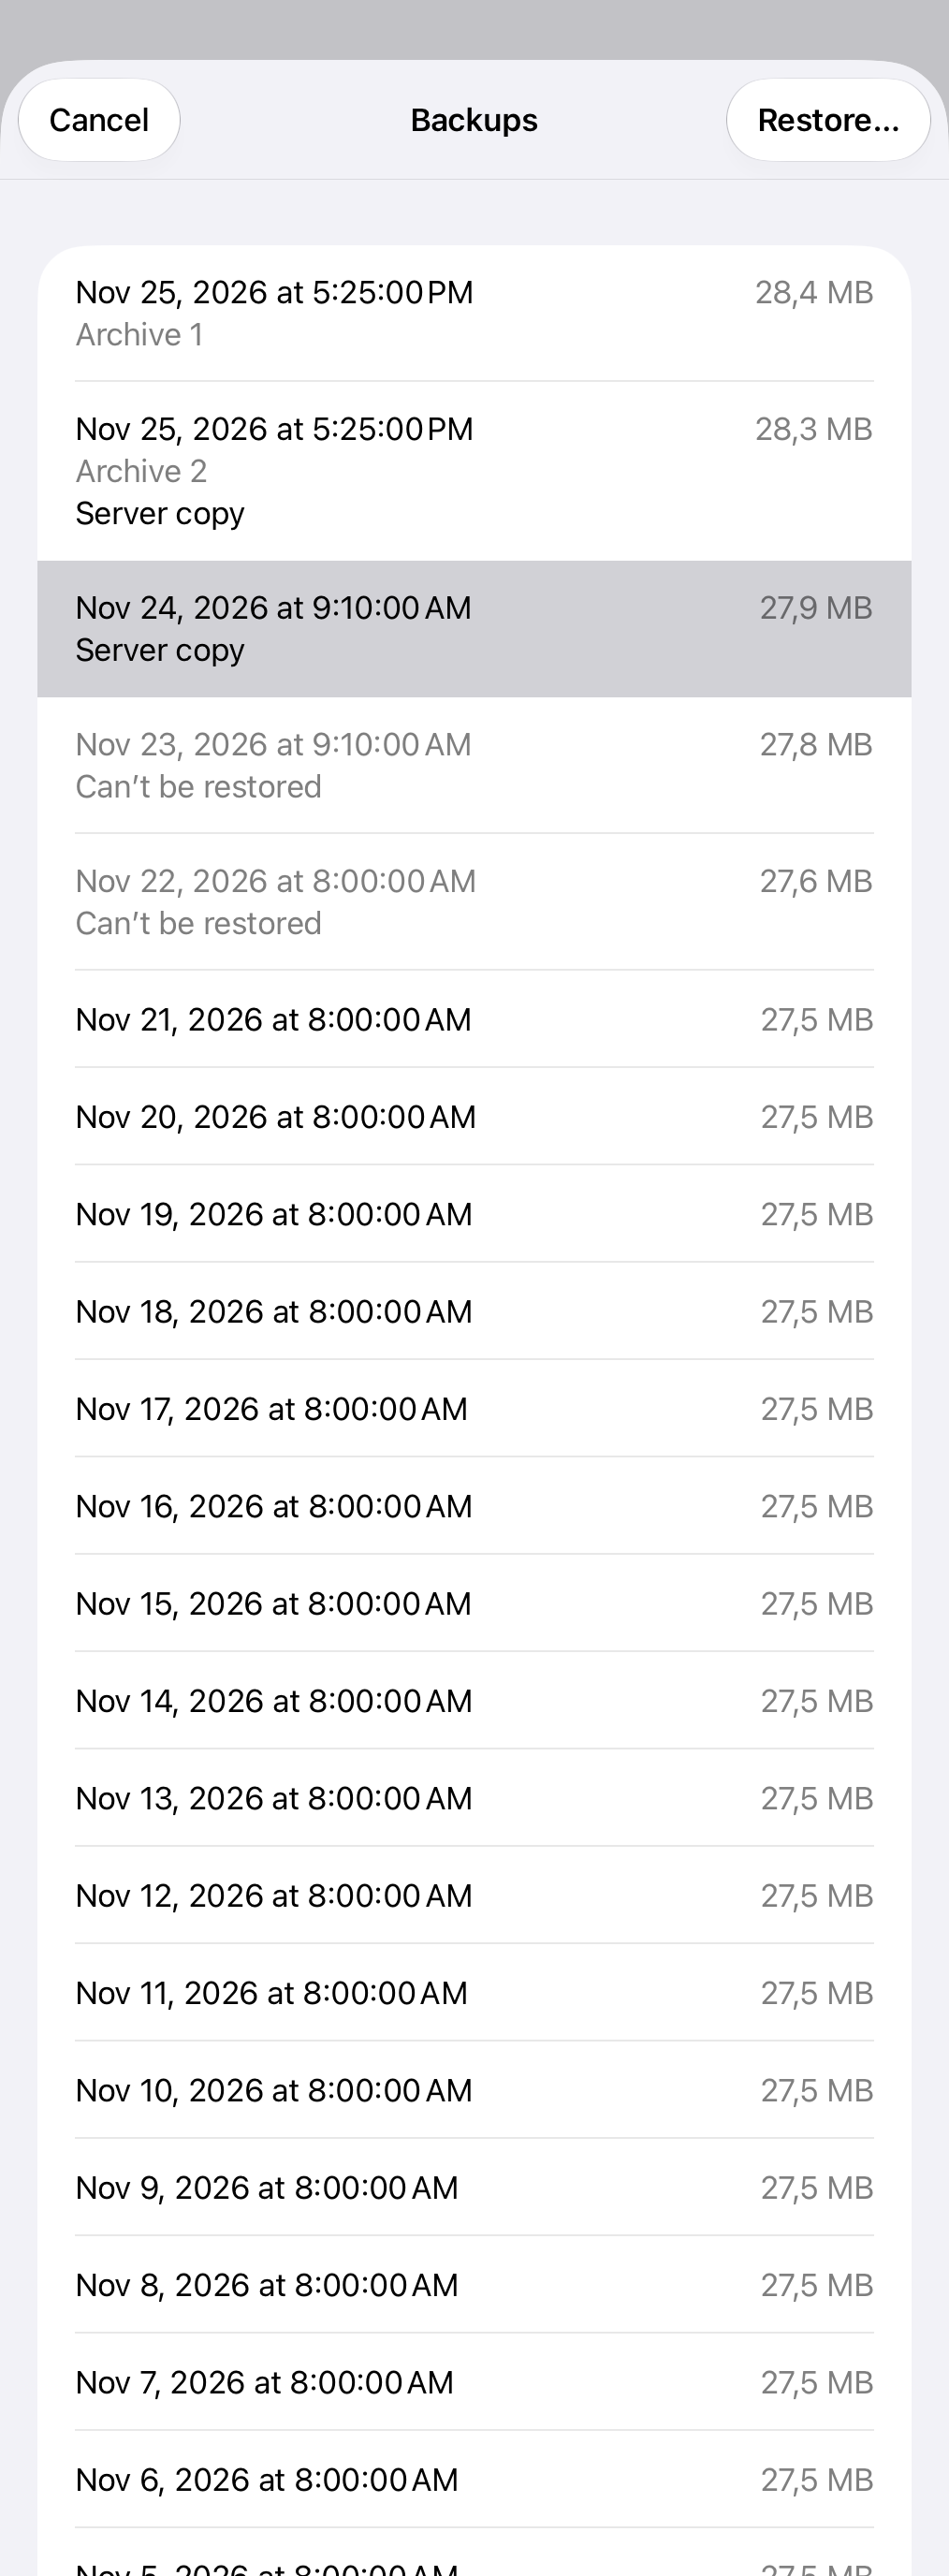 Cancel
Backups
Restore...
Nov 25, 2026 at 5:25:00 PM
28,4 MB
Archive 1
Nov 25, 2026 at 5:25:00 PM
28,3 MB
Archive 2
Server copy
Nov 24, 2026 at 9:10:00 AM
27,9 MB
Server copy
Nov 23, 2026 at 9:10:00 AM
27,8 MB
Can’t be restored
Nov 22, 2026 at 8:00:00 AM
27,6 MB
Can’t be restored
Nov 21, 2026 at 8:00:00 AM
27,5 MB
Nov 20, 2026 at 8:00:00 AM
27,5 MB
Nov 19, 2026 at 8:00:00 AM
27,5 MB
Nov 18, 2026 at 8:00:00 AM
27,5 MB
Nov 17, 2026 at 8:00:00 AM
27,5 MB
Nov 16, 2026 at 8:00:00 AM
27,5 MB
Nov 15, 2026 at 8:00:00 AM
27,5 MB
Nov 14, 2026 at 8:00:00 AM
27,5 MB
Nov 13, 2026 at 8:00:00 AM
27,5 MB
Nov 12, 2026 at 8:00:00 AM
27,5 MB
Nov 11, 2026 at 8:00:00 AM
27,5 MB
Nov 10, 2026 at 8:00:00 AM
27,5 MB
Nov 9, 2026 at 8:00:00 AM
27,5 MB
Nov 8, 2026 at 8:00:00 AM
27,5 MB
Nov 7, 2026 at 8:00:00 AM
27,5 MB
Nov 6, 2026 at 8:00:00 AM
27,5 MB
Nov 5, 2026 at 8:00:00 AM
27,5 MB